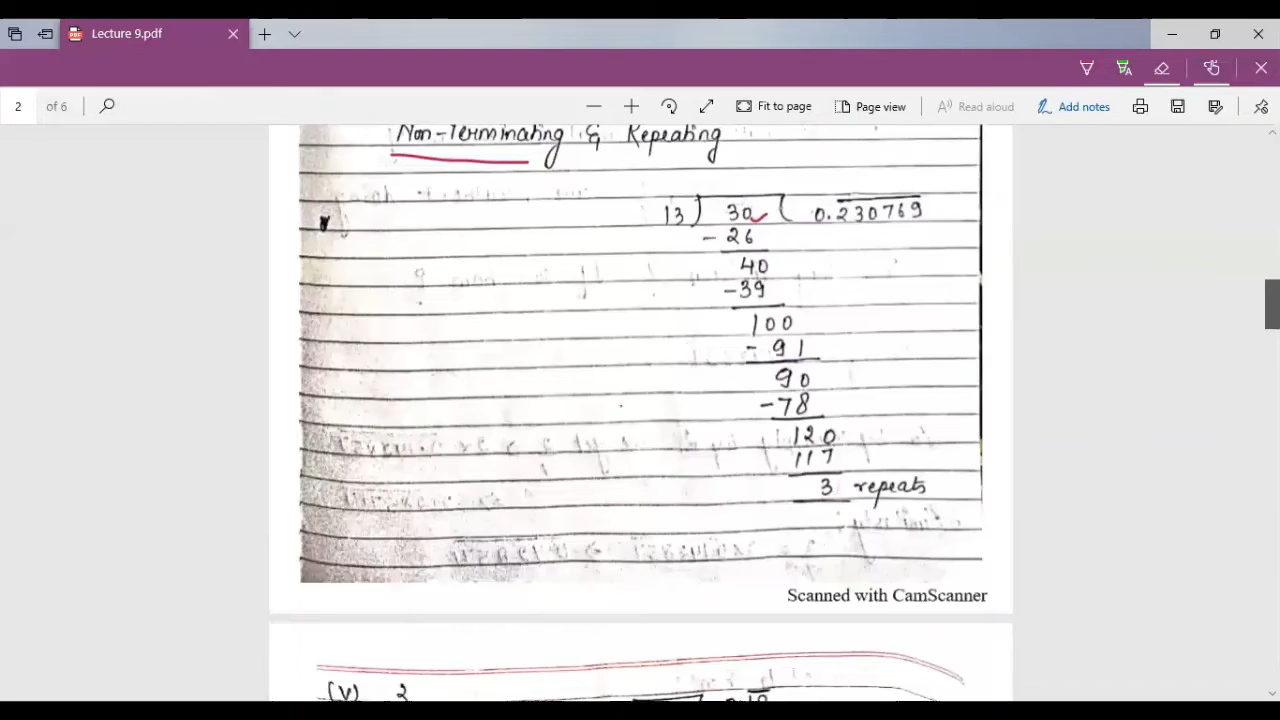 Lecture 9.pdf
2 of 6
Fit to page
Page view
Read aloud
Add notes
Non-Terminating & Repeating
13 ) 30 ( 0.230769
- 26
40
- 39
100
- 91
90
- 78
120
117
3 repeats
Scanned with CamScanner
(V) 2